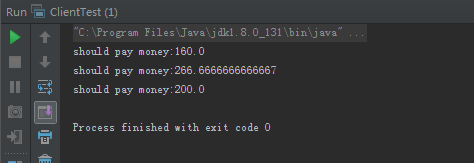 Run ClientTest
"C:\Program Files\Java\jdk1.8.0_131\bin\java" ...
should pay money:160.0
should pay money:266.6666666666667
should pay money:200.0
Process finished with exit code 0